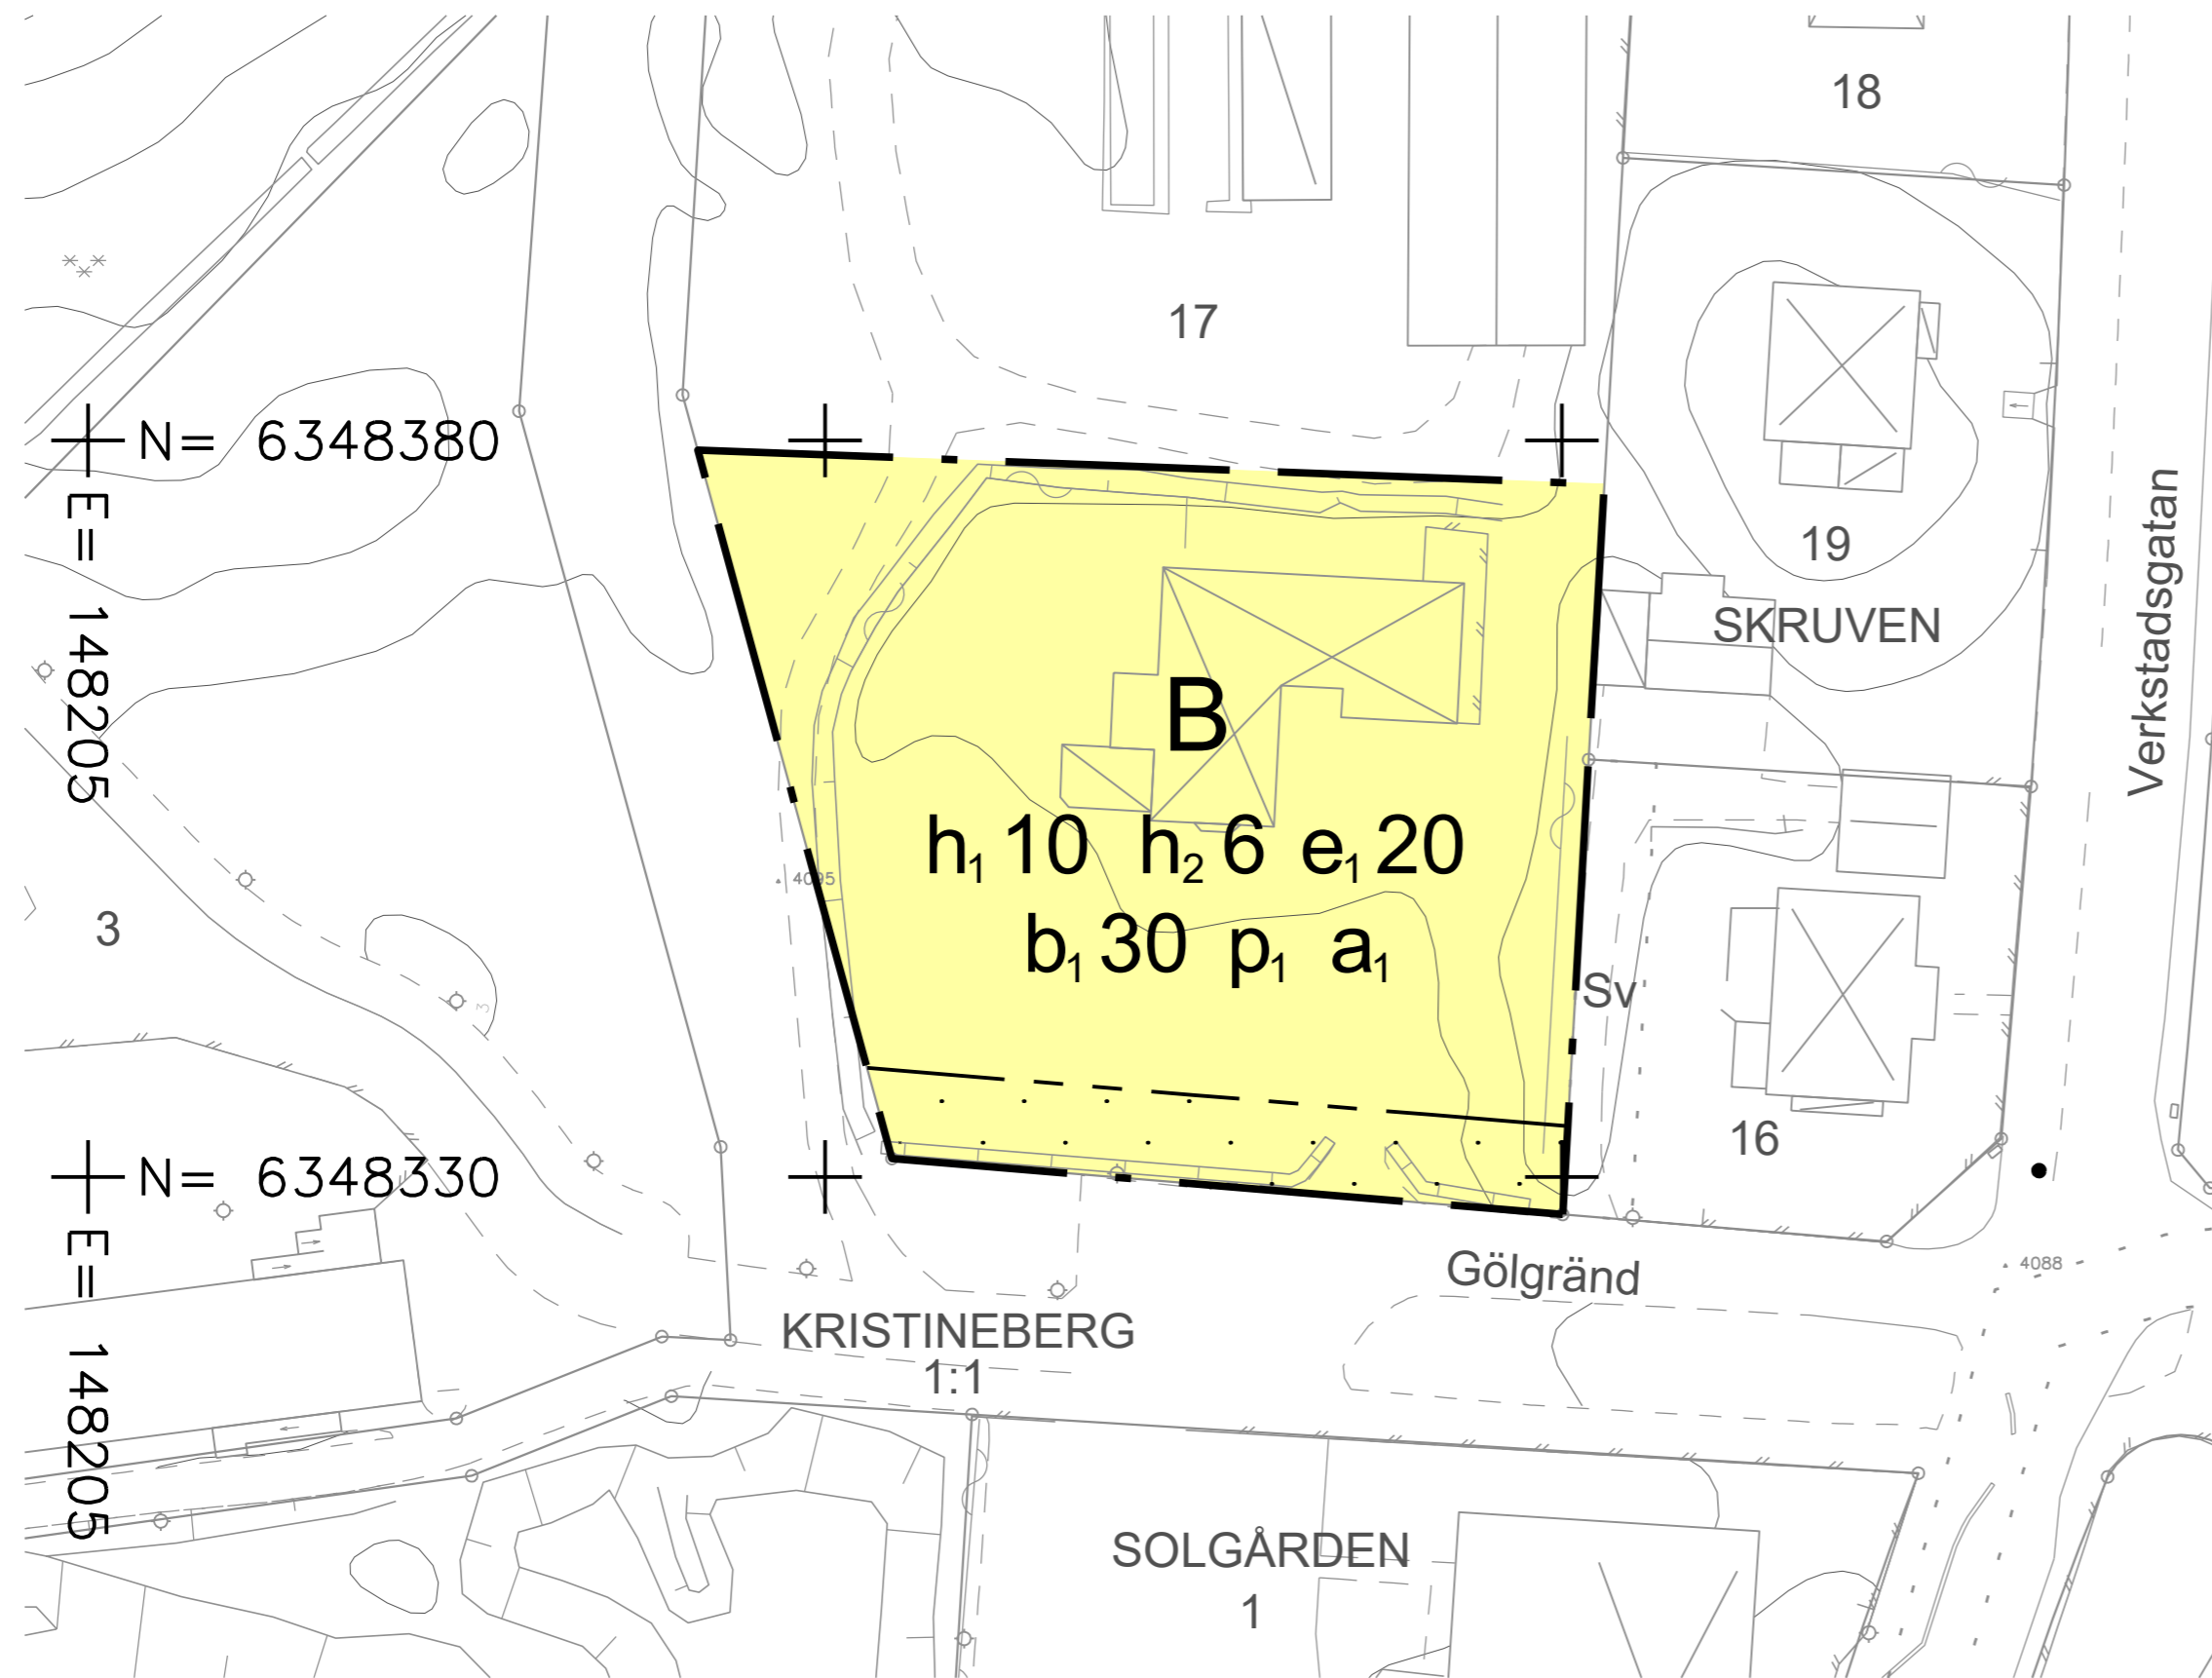 18
17
N= 6348380
E= 148205
19
SKRUVEN
Verkstadsgatan
B
h₁ 10 h₂ 6 e₁ 20
4095
b₁ 30 p₁ a₁
3
3
Sv
16
N= 6348330
E= 148205
Gölgränd
4088
KRISTINEBERG
1:1
SOLGÅRDEN
1